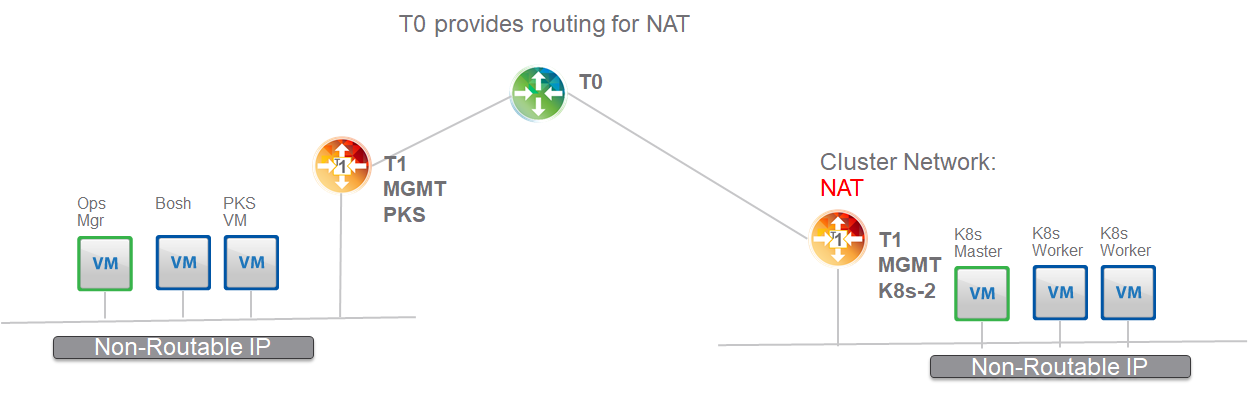 T0 provides routing for NAT
T0
T1
T1
MGMT
PKS
Ops
Mgr
Bosh
PKS
VM
VM
VM
VM
Non-Routable IP
Cluster Network:
NAT
T1
T1
MGMT
K8s-2
K8s
Master
K8s
Worker
K8s
Worker
VM
VM
VM
Non-Routable IP